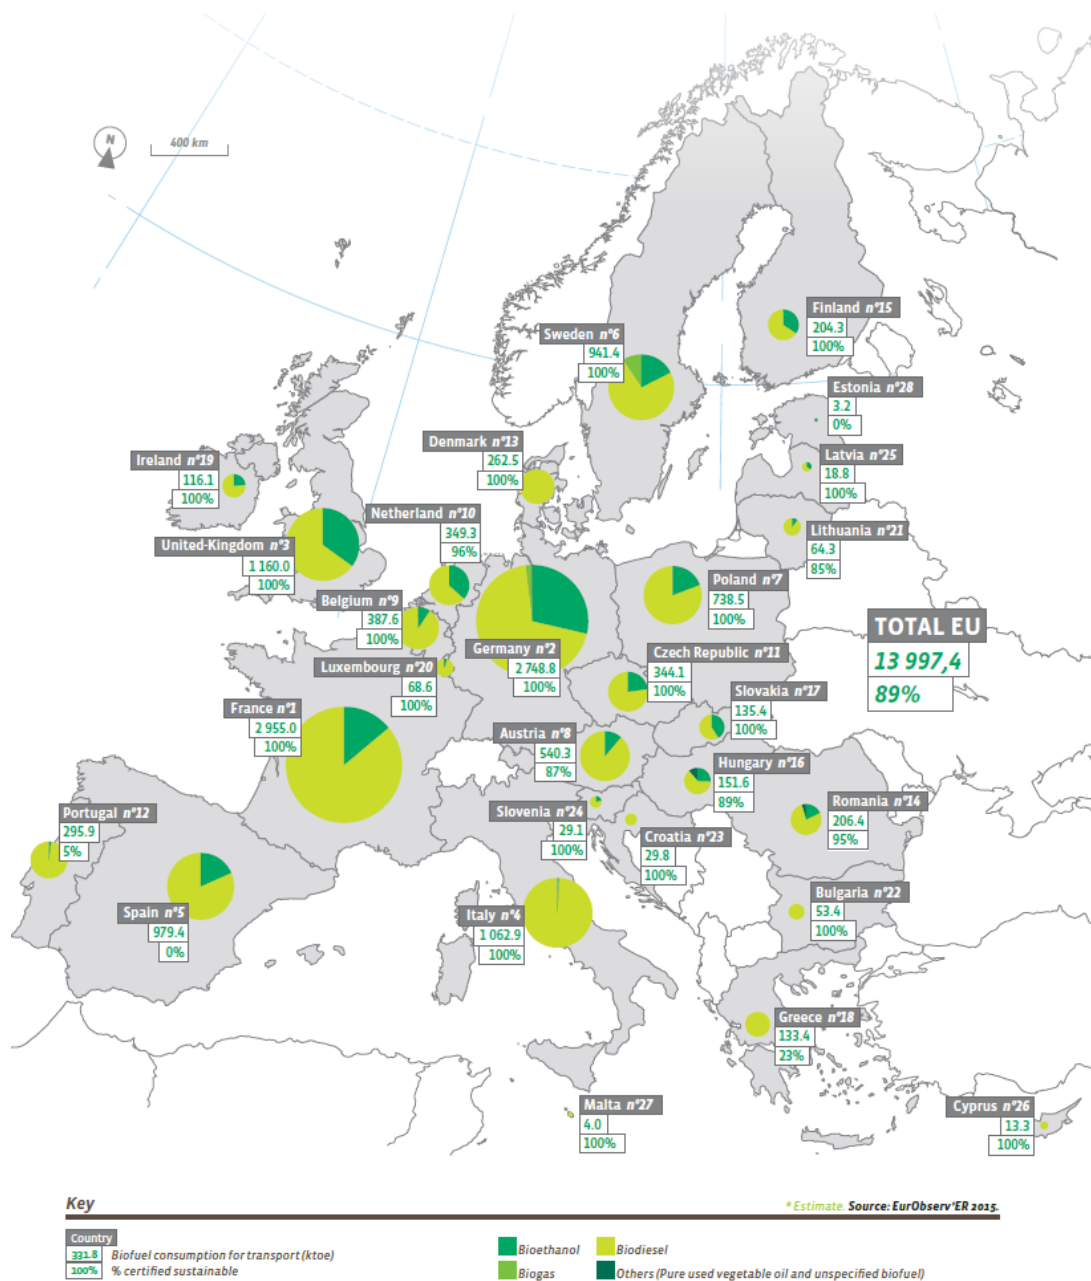 N
400 km
Finland n°15
204.3
100%
Sweden n°6
941.4
100%
Estonia n°28
3.2
0%
Denmark n°13
262.5
100%
Latvia n°25
18.8
100%
Ireland n°19
116.1
100%
Netherland n°10
349.3
96%
Lithuania n°21
64.3
85%
United-Kingdom n°3
1 160.0
100%
Poland n°7
738.5
100%
Belgium n°9
387.6
100%
TOTAL EU
13 997,4
89%
Germany n°2
2 748.8
100%
Czech Republic n°11
344.1
100%
Luxembourg n°20
68.6
100%
Slovakia n°17
135.4
100%
France n°1
2 955.0
100%
Austria n°8
540.3
87%
Hungary n°16
151.6
89%
Romania n°14
206.4
95%
Portugal n°12
295.9
5%
Slovenia n°24
29.1
100%
Croatia n°23
29.8
100%
Bulgaria n°22
53.4
100%
Spain n°5
979.4
0%
Italy n°4
1 062.9
100%
Greece n°18
133.4
23%
Malta n°27
4.0
100%
Cyprus n°26
13.3
100%
Key
* Estimate. Source: EurObserv'ER 2015.
Country
331.8 Biofuel consumption for transport (ktoe)
100% % certified sustainable
Bioethanol
Biodiesel
Biogas
Others (Pure used vegetable oil and unspecified biofuel)